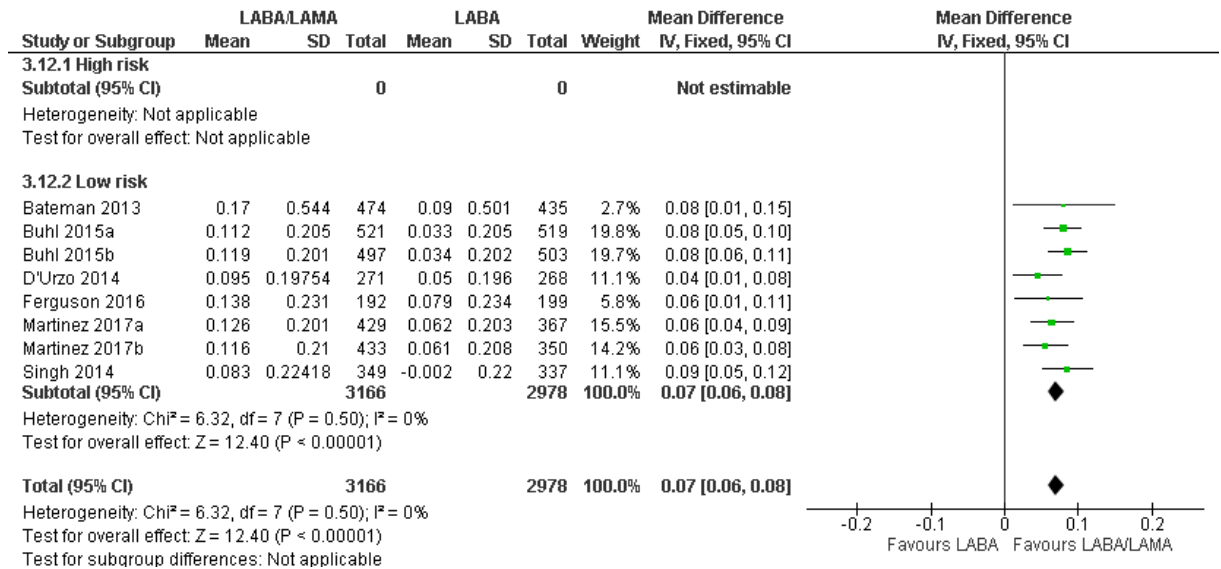 LABA/LAMA LABA Mean Difference Mean Difference
Study or Subgroup Mean SD Total Mean SD Total Weight IV, Fixed, 95% CI IV, Fixed, 95% CI
3.12.1 High risk
Subtotal (95% CI) 0 0 Not estimable
Heterogeneity: Not applicable
Test for overall effect: Not applicable
3.12.2 Low risk
Bateman 2013 0.17 0.544 474 0.09 0.501 435 2.7% 0.08 [0.01, 0.15]
Buhl 2015a 0.112 0.205 521 0.033 0.205 519 19.8% 0.08 [0.05, 0.10]
Buhl 2015b 0.119 0.201 497 0.034 0.202 503 19.7% 0.08 [0.06, 0.11]
D'Urzo 2014 0.095 0.19754 271 0.05 0.196 268 11.1% 0.04 [0.01, 0.08]
Ferguson 2016 0.138 0.231 192 0.079 0.234 199 5.8% 0.06 [0.01, 0.11]
Martinez 2017a 0.126 0.201 429 0.062 0.203 367 15.5% 0.06 [0.04, 0.09]
Martinez 2017b 0.116 0.21 433 0.061 0.208 350 14.2% 0.06 [0.03, 0.08]
Singh 2014 0.083 0.22418 349 -0.002 0.22 337 11.1% 0.09 [0.05, 0.12]
Subtotal (95% CI) 3166 2978 100.0% 0.07 [0.06, 0.08]
Heterogeneity: Chi² = 6.32, df = 7 (P = 0.50); I² = 0%
Test for overall effect: Z = 12.40 (P < 0.00001)
Total (95% CI) 3166 2978 100.0% 0.07 [0.06, 0.08]
Heterogeneity: Chi² = 6.32, df = 7 (P = 0.50); I² = 0%
Test for overall effect: Z = 12.40 (P < 0.00001)
Test for subgroup differences: Not applicable
-0.2 -0.1 0 0.1 0.2
Favours LABA Favours LABA/LAMA